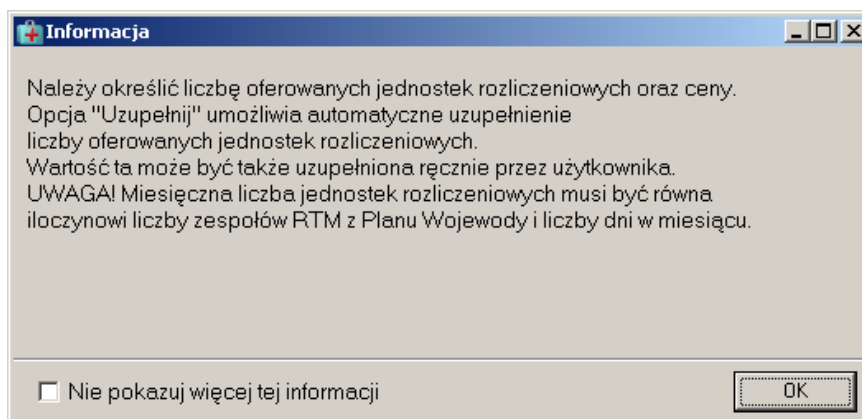 Informacja
Należy określić liczbę oferowanych jednostek rozliczeniowych oraz ceny.
Opcja "Uzupełnij" umożliwia automatyczne uzupełnienie
liczby oferowanych jednostek rozliczeniowych.
Wartość ta może być także uzupełniona ręcznie przez użytkownika.
UWAGA! Miesięczna liczba jednostek rozliczeniowych musi być równa
iloczynowi liczby zespołów RTM z Planu Wojewody i liczby dni w miesiącu.
Nie pokazuj więcej tej informacji
OK